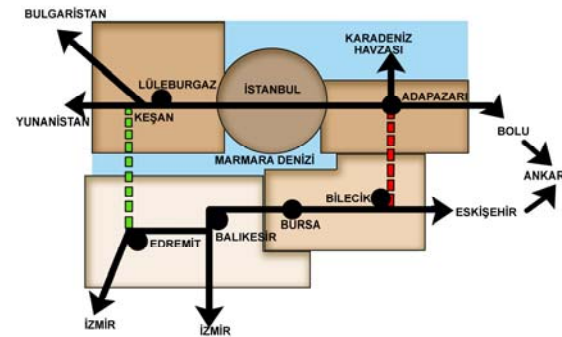 BULGARİSTAN
KARADENİZ
HAVZASI
LÜLEBURGAZ
İSTANBUL
YUNANİSTAN
KEŞAN
ADAPAZARI
BOLU
MARMARA DENİZİ
ANKAR
BİLECİK
BURSA
ESKİŞEHİR
BALIKESİR
EDREMİT
İZMİR
İZMİR